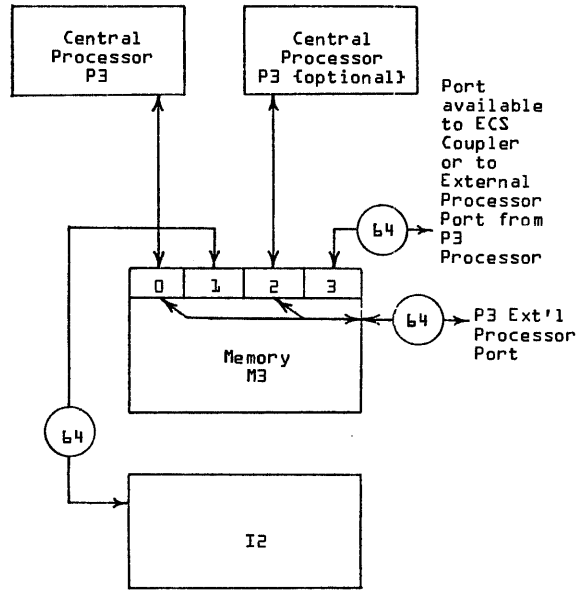 Central
Processor
P3
Central
Processor
P3 {optional}
Port
available
to ECS
Coupler
or to
External
Processor
Port from
P3
Processor
64
0 1 2 3
64
P3 Ext'l
Processor
Port
Memory
M3
64
I2